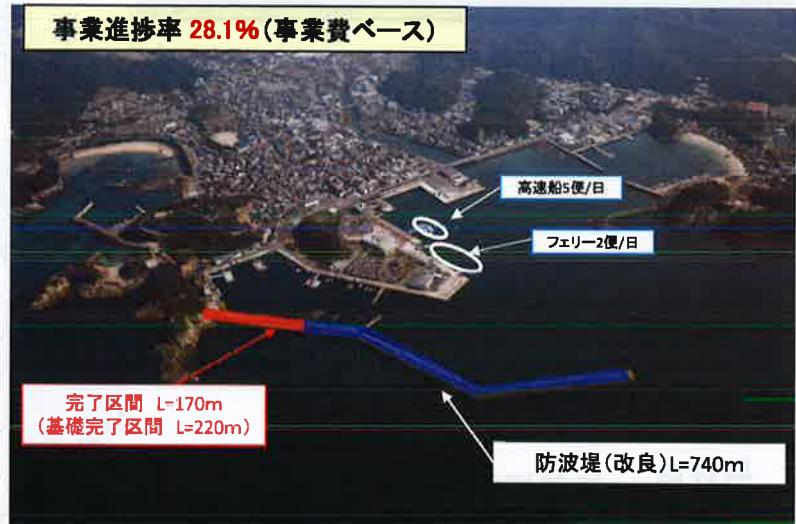 事業進捗率 28.1%(事業費ベース)
高速船5便/日
フェリー2便/日
完了区間 L=170m
(基礎完了区間 L=220m)
防波堤(改良)L=740m